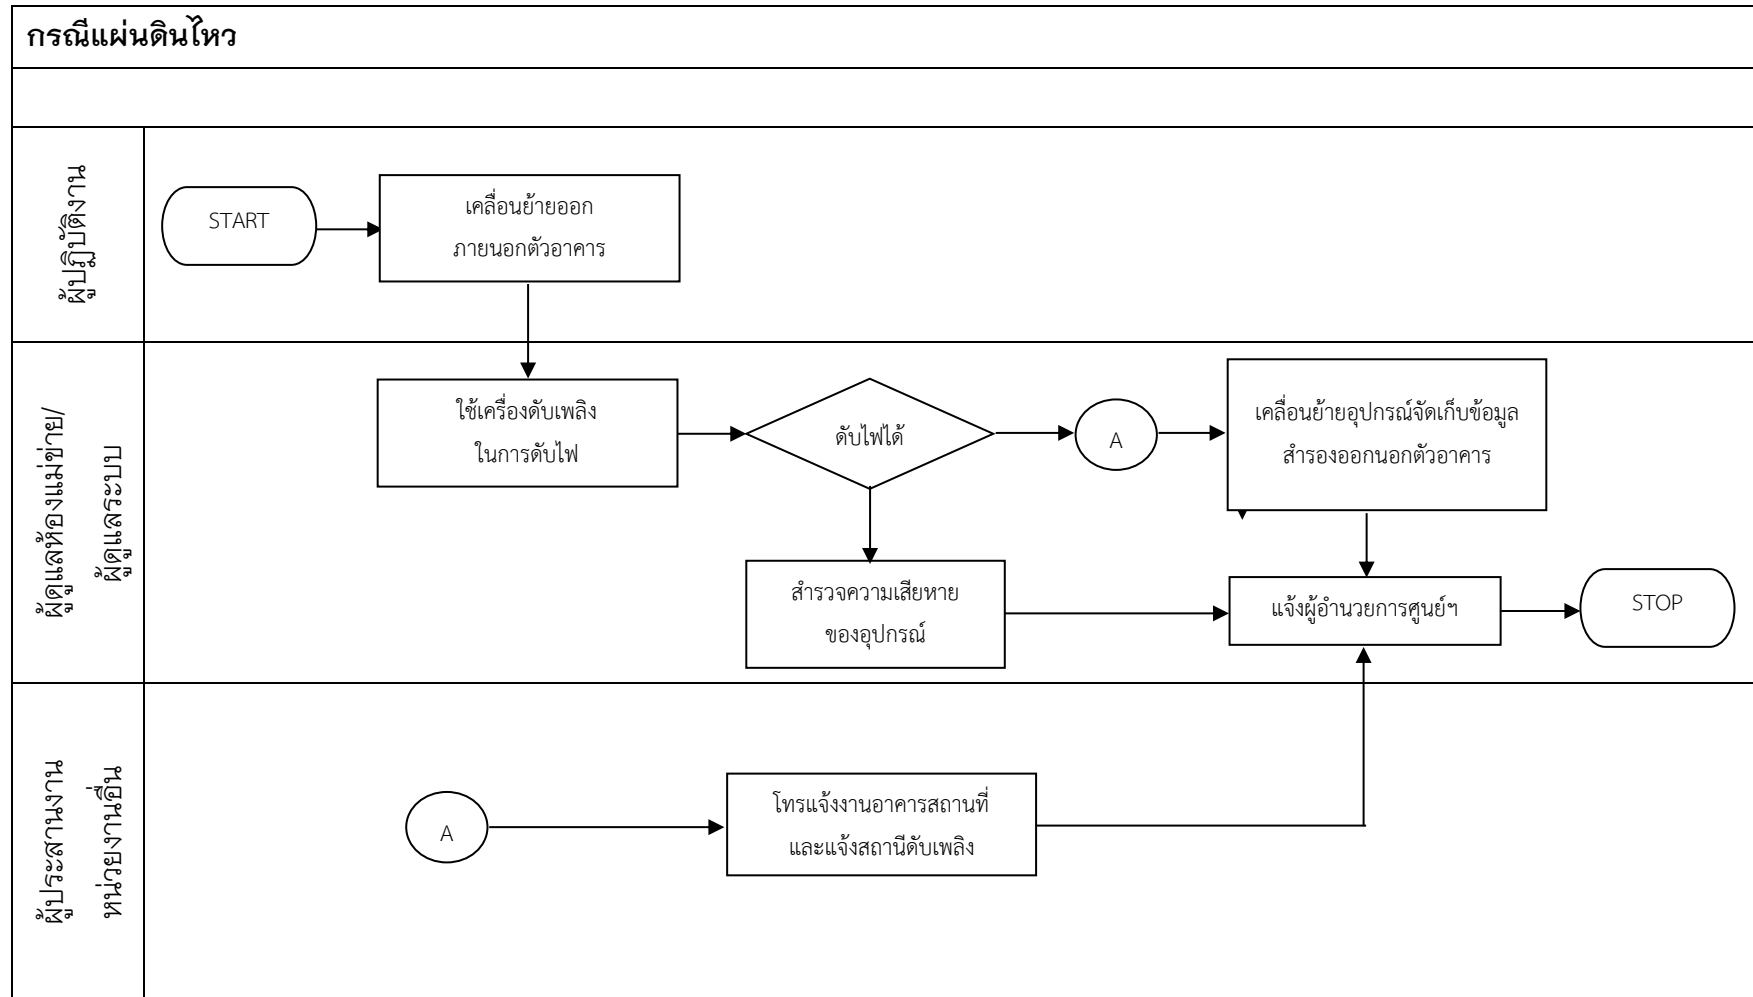 กรณีแผ่นดินไหว
ผู้ปฏิบัติงาน
START
เคลื่อนย้ายออก
ภายนอกตัวอาคาร
ผู้ดูแลห้องแม่ข่าย/
ผู้ดูแลระบบ
ใช้เครื่องดับเพลิง
ในการดับไฟ
ดับไฟได้
A
เคลื่อนย้ายอุปกรณ์จัดเก็บข้อมูล
สำรองออกนอกตัวอาคาร
สำรวจความเสียหาย
ของอุปกรณ์
แจ้งผู้อำนวยการศูนย์ฯ
STOP
ผู้ประสานงาน
หน่วยงานอื่น
A
โทรแจ้งงานอาคารสถานที่
และแจ้งสถานีดับเพลิง